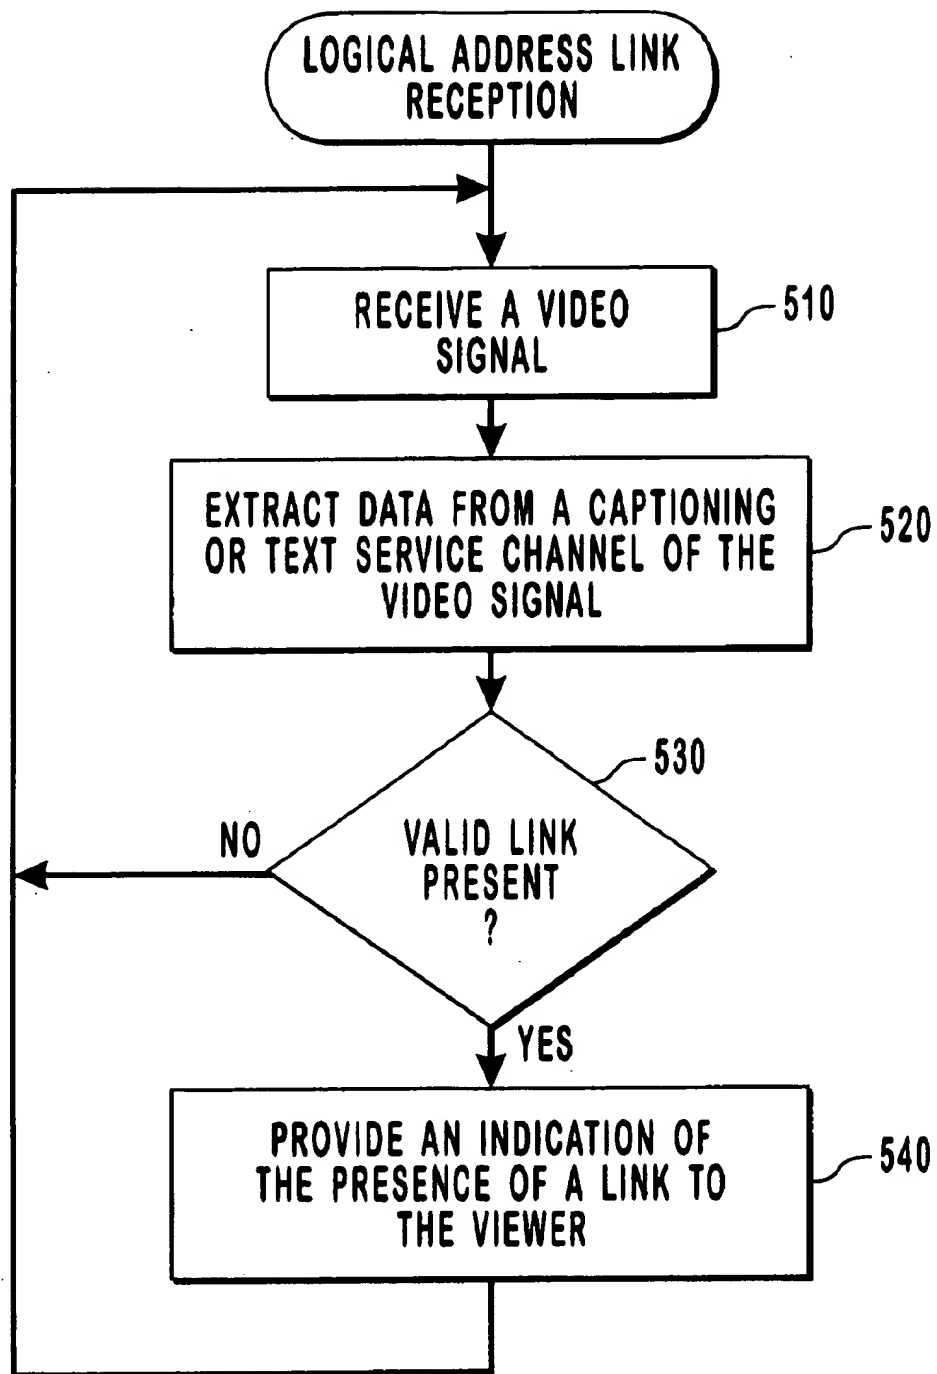 LOGICAL ADDRESS LINK
RECEPTION
RECEIVE A VIDEO
SIGNAL
510
EXTRACT DATA FROM A CAPTIONING
OR TEXT SERVICE CHANNEL OF THE
VIDEO SIGNAL
520
530
NO
VALID LINK
PRESENT
?
YES
PROVIDE AN INDICATION OF
THE PRESENCE OF A LINK TO
THE VIEWER
540